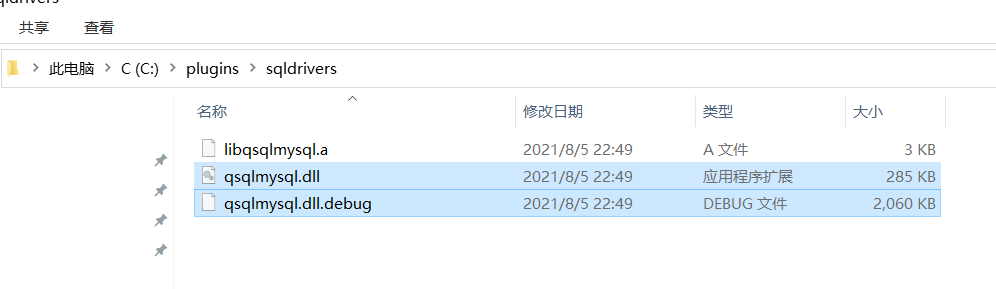 共享 查看
此电脑 C (C:) plugins sqldrivers
名称 修改日期 类型 大小
libqsqlmysql.a 2021/8/5 22:49 A 文件 3 KB
qsqlmysql.dll 2021/8/5 22:49 应用程序扩展 285 KB
qsqlmysql.dll.debug 2021/8/5 22:49 DEBUG 文件 2,060 KB